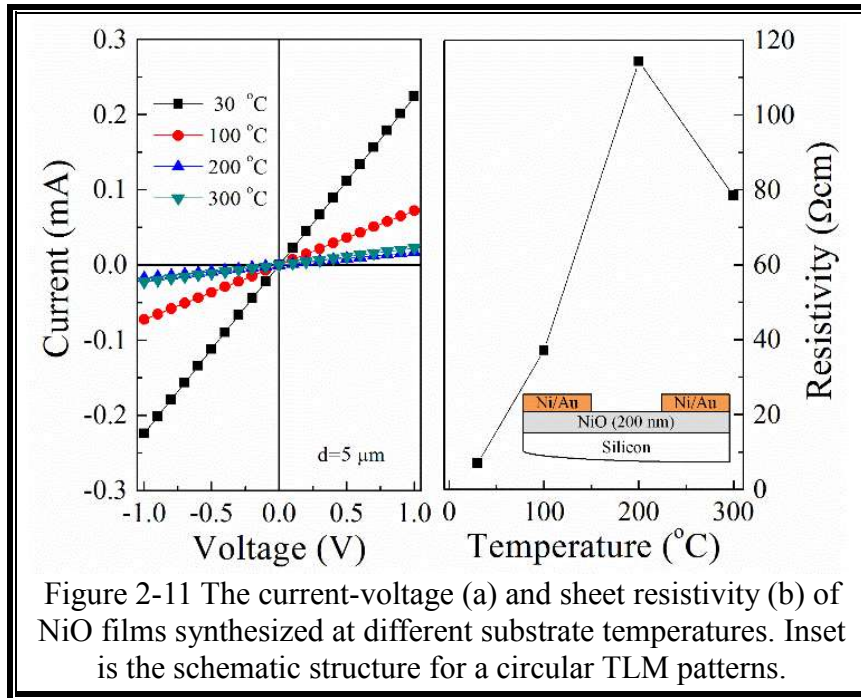 0.3
0.2
0.1
0.0
-0.1
-0.2
-0.3
Current (mA)
30 °C
100 °C
200 °C
300 °C
d=5 μm
-1.0 -0.5 0.0 0.5 1.0
Voltage (V)
120
100
80
60
40
20
0
Resistivity (Ωcm)
Ni/Au Ni/Au
NiO (200 nm)
Silicon
0 100 200 300
Temperature (°C)
Figure 2-11 The current-voltage (a) and sheet resistivity (b) of
NiO films synthesized at different substrate temperatures. Inset
is the schematic structure for a circular TLM patterns.